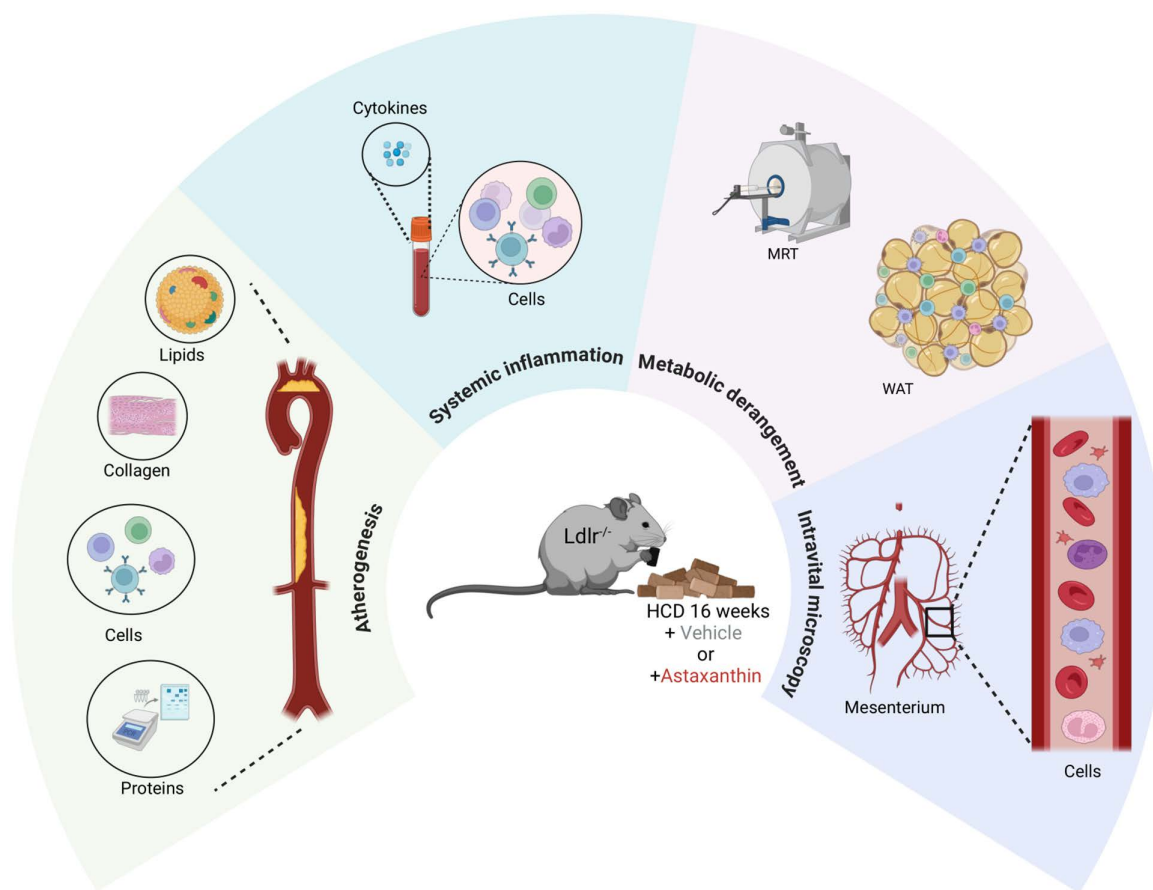 Cytokines
Cells
Systemic inflammation
MRT
WAT
Metabolic derangement
Lipids
Collagen
Cells
Proteins
PCR
Atherogenesis
Ldlr-/-
HCD 16 weeks
+ Vehicle
or
+Astaxanthin
Intravital microscopy
Mesenterium
Cells